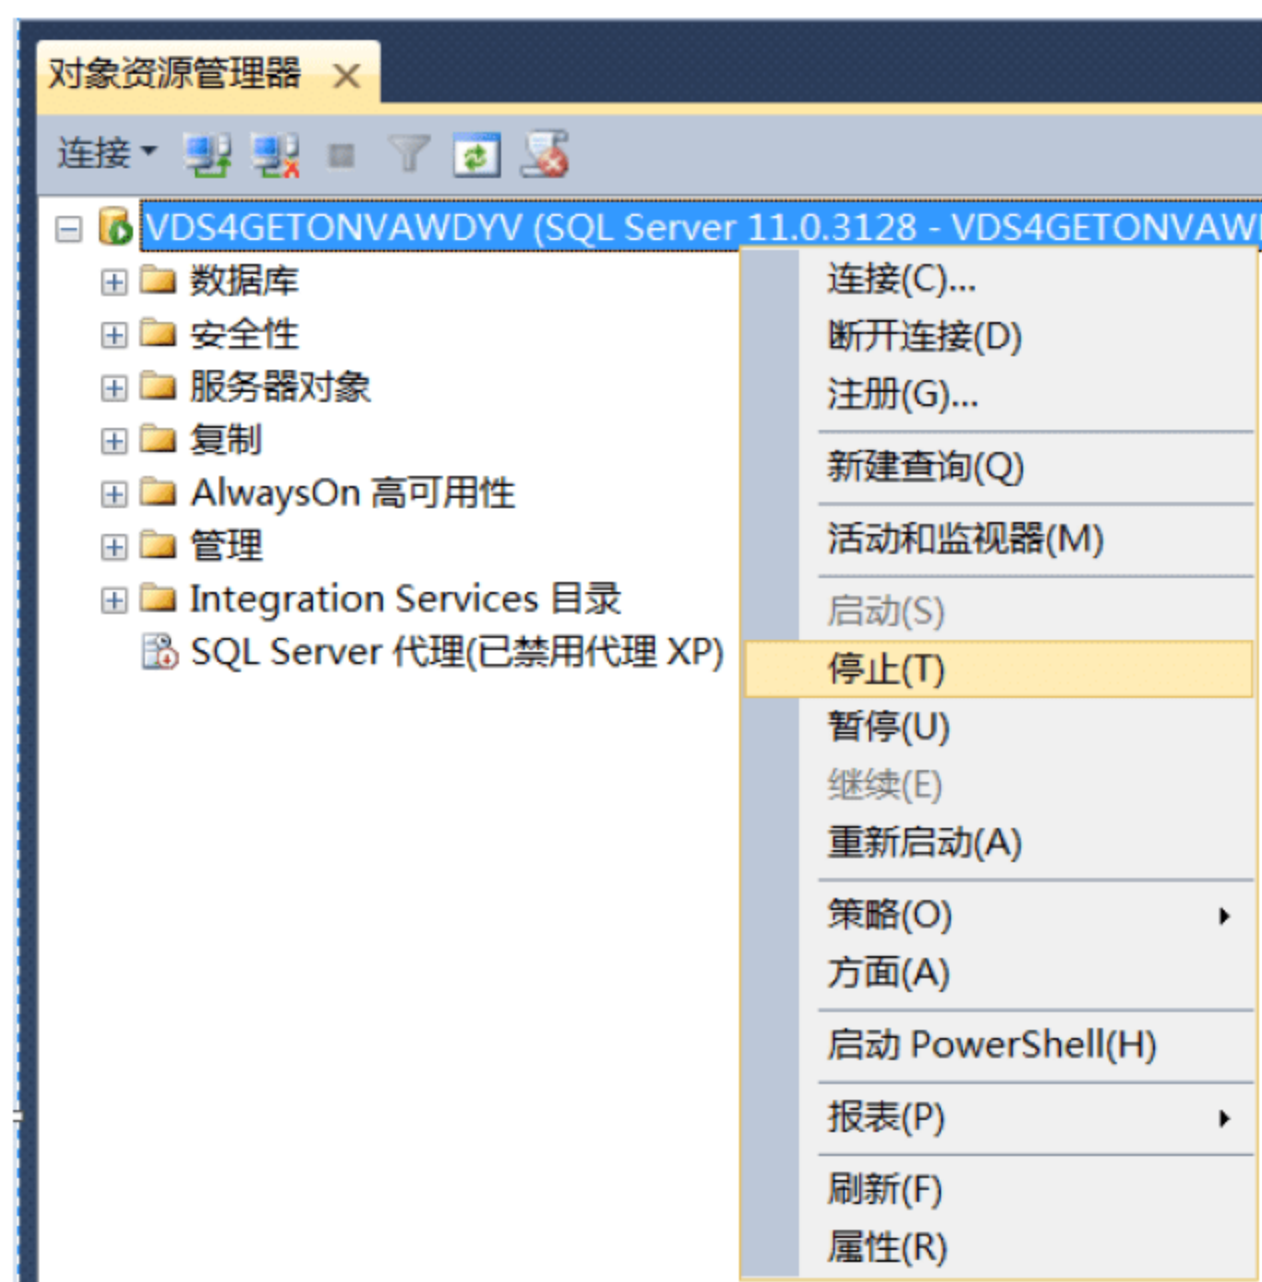 对象资源管理器
连接
VDS4GETONVAWDYV (SQL Server 11.0.3128 - VDS4GETONVAW
数据库
安全性
服务器对象
复制
AlwaysOn 高可用性
管理
Integration Services 目录
SQL Server 代理(已禁用代理 XP)
连接(C)...
断开连接(D)
注册(G)...
新建查询(Q)
活动和监视器(M)
启动(S)
停止(T)
暂停(U)
继续(E)
重新启动(A)
策略(O)
方面(A)
启动 PowerShell(H)
报表(P)
刷新(F)
属性(R)